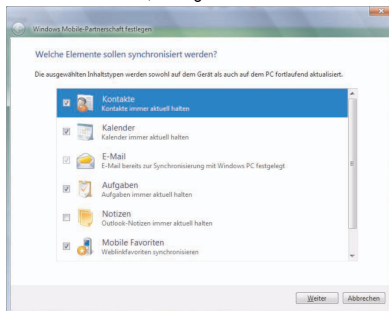 Windows Mobile-Partnerschaft festlegen
Welche Elemente sollen synchronisiert werden?
Die ausgewählten Inhaltstypen werden sowohl auf dem Gerät als auch auf dem PC fortlaufend aktualisiert.
Kontakte
Kontakte immer aktuell halten
Kalender
Kalender immer aktuell halten
E-Mail
E-Mail bereits zur Synchronisierung mit Windows PC festgelegt
Aufgaben
Aufgaben immer aktuell halten
Notizen
Outlook-Notizen immer aktuell halten
Mobile Favoriten
Weblinkfavoriten synchronisieren
Weiter Abbrechen